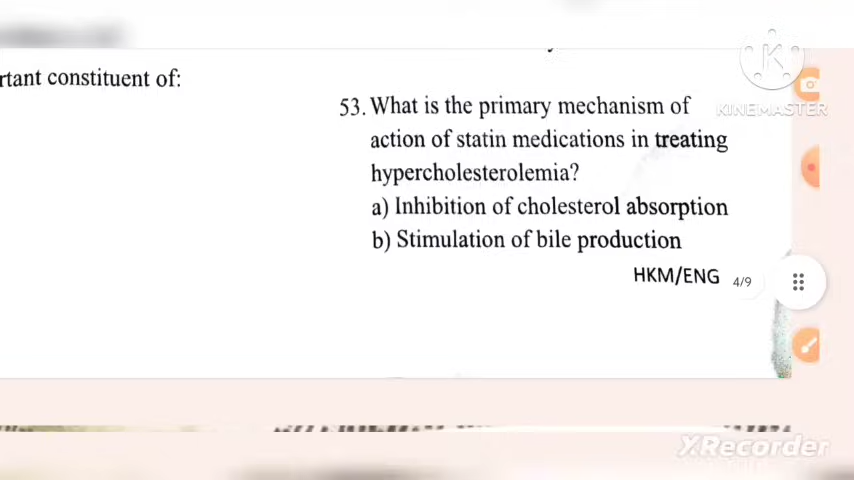 rtant constituent of:
53. What is the primary mechanism of
action of statin medications in treating
hypercholesterolemia?
a) Inhibition of cholesterol absorption
b) Stimulation of bile production
HKM/ENG 4/9
K
KINEMASTER
XRecorder